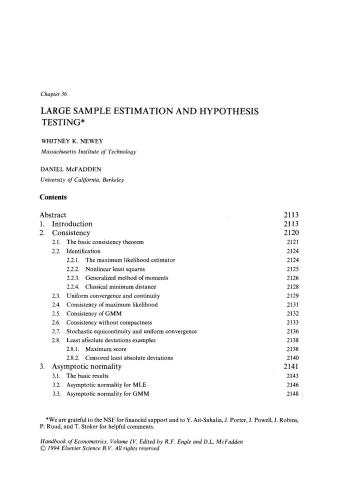 Chapter 36
LARGE SAMPLE ESTIMATION AND HYPOTHESIS
TESTING*
WHITNEY K. NEWEY
Massachusetts Institute of Technology
DANIEL McFADDEN
University of California, Berkeley
Contents
Abstract 2113
1. Introduction 2113
2. Consistency 2120
2.1. The basic consistency theorem 2121
2.2. Identification 2124
2.2.1. The maximum likelihood estimator 2124
2.2.2. Nonlinear least squares 2125
2.2.3. Generalized method of moments 2126
2.2.4. Classical minimum distance 2128
2.3. Uniform convergence and continuity 2129
2.4. Consistency of maximum likelihood 2131
2.5. Consistency of GMM 2132
2.6. Consistency without compactness 2133
2.7. Stochastic equicontinuity and uniform convergence 2136
2.8. Least absolute deviations examples 2138
2.8.1. Maximum score 2138
2.8.2. Censored least absolute deviations 2140
3. Asymptotic normality 2141
3.1. The basic results 2143
3.2. Asymptotic normality for MLE 2146
3.3. Asymptotic normality for GMM 2148
*We are grateful to the NSF for financial support and to Y. Ait-Sahalia, J. Porter, J. Powell, J. Robins,
P. Ruud, and T. Stoker for helpful comments.
Handbook of Econometrics, Volume IV, Edited by R.F. Engle and D.L. McFadden
© 1994 Elsevier Science B.V. All rights reserved